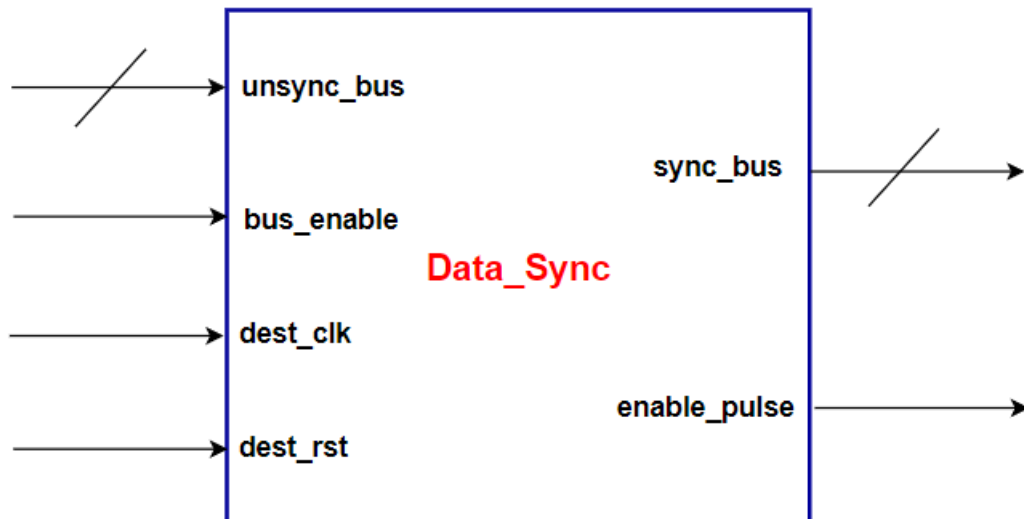 unsync_bus
sync_bus
bus_enable
Data_Sync
dest_clk
enable_pulse
dest_rst